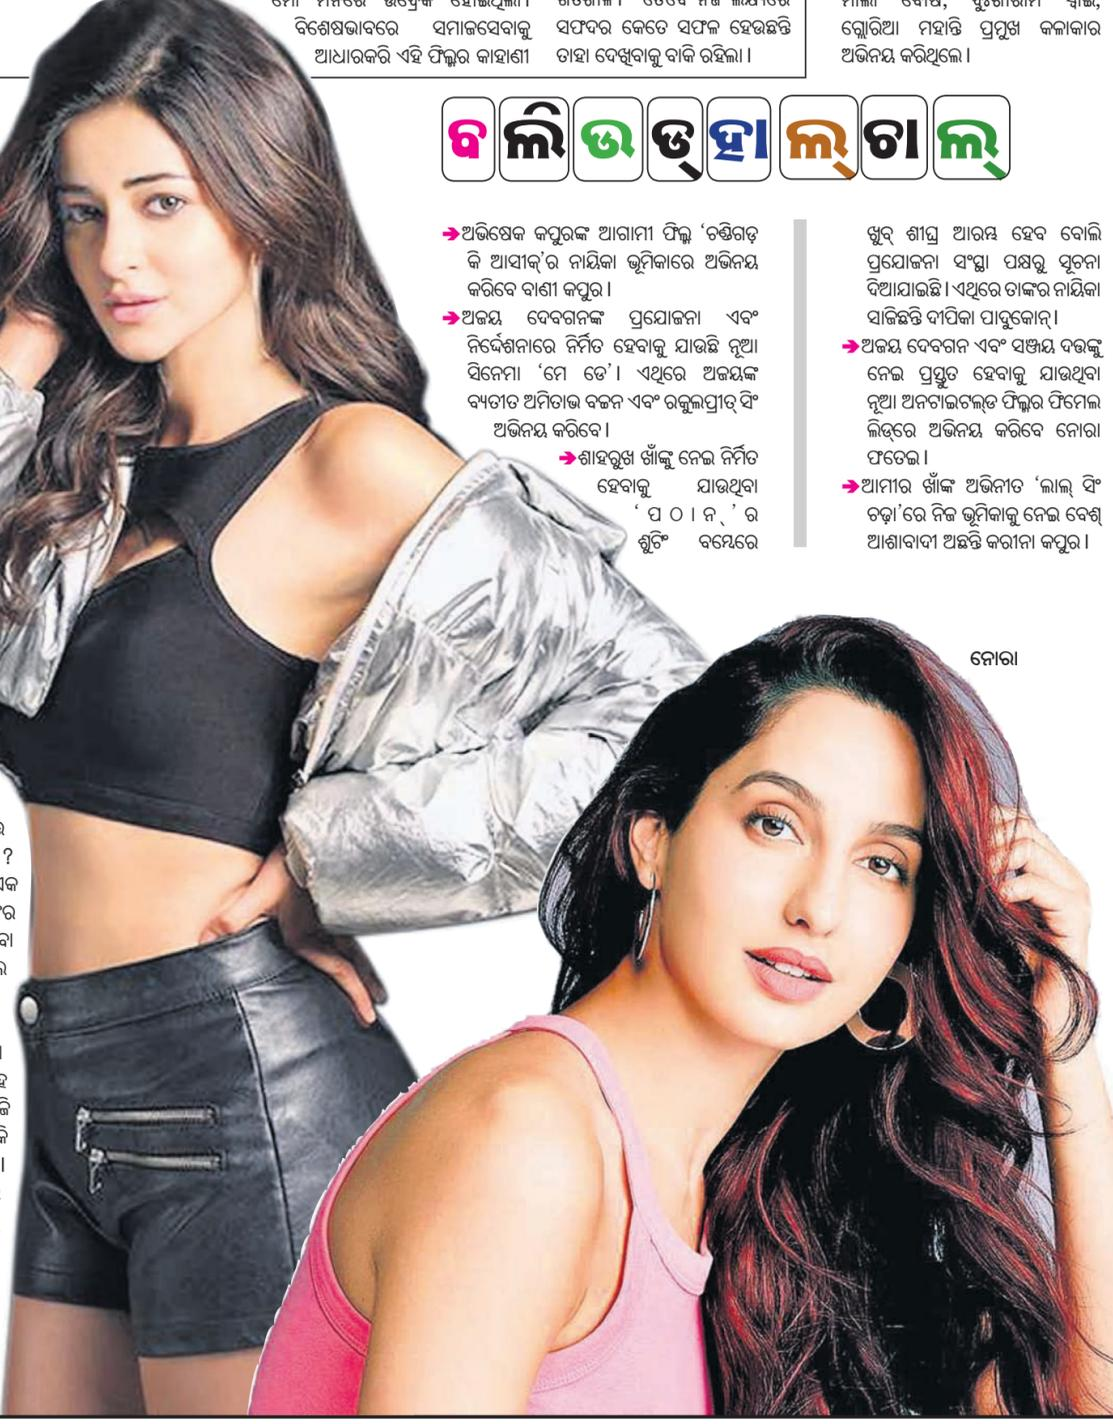 ବିଶେଷଭାବରେ ସମାଜସେବାକୁ
ଆଧାରକରି ଏହି ଫିଲ୍ମର କାହାଣୀ
ସଫଦର କେତେ ସଫଳ ହେଉଛନ୍ତି
ତାହା ଦେଖିବାକୁ ବାକି ରହିଲା ।
ଗ୍ଲୋରିଆ ମହାନ୍ତି ପ୍ରମୁଖ କଳାକାର
ଅଭିନୟ କରିଥିଲେ ।
ବଲିଉଡ୍ ହାଲ୍‌ଚାଲ୍
➔ ଅଭିଷେକ କପୁରଙ୍କ ଆଗାମୀ ଫିଲ୍ମ ‘ଚଣ୍ଡିଗଡ଼
କି ଆସୀକ୍’ର ନାୟିକା ଭୂମିକାରେ ଅଭିନୟ
କରିବେ ବାଣୀ କପୁର ।
➔ ଅଜୟ ଦେବଗନଙ୍କ ପ୍ରଯୋଜନା ଏବଂ
ନିର୍ଦ୍ଦେଶନାରେ ନିର୍ମିତ ହେବାକୁ ଯାଉଛି ନୂଆ
ସିନେମା ‘ମେ ଡେ’ । ଏଥିରେ ଅଜୟଙ୍କ
ବ୍ୟତୀତ ଅମିତାଭ ବଚ୍ଚନ ଏବଂ ରକୁଲପ୍ରୀତ୍ ସିଂ
ଅଭିନୟ କରିବେ ।
➔ ଶାହରୁଖ ଖାଁଙ୍କୁ ନେଇ ନିର୍ମିତ
ହେବାକୁ ଯାଉଥିବା
‘ପଠାନ୍’ର
ଶୁଟିଂ ବମ୍ବେରେ
ଖୁବ୍ ଶୀଘ୍ର ଆରମ୍ଭ ହେବ ବୋଲି
ପ୍ରଯୋଜନା ସଂସ୍ଥା ପକ୍ଷରୁ ସୂଚନା
ଦିଆଯାଇଛି । ଏଥିରେ ତାଙ୍କର ନାୟିକା
ସାଜିଛନ୍ତି ଦୀପିକା ପାଦୁକୋନ୍ ।
➔ ଅଜୟ ଦେବଗନ ଏବଂ ସଞ୍ଜୟ ଦତ୍ତଙ୍କୁ
ନେଇ ପ୍ରସ୍ତୁତ ହେବାକୁ ଯାଉଥିବା
ନୂଆ ଅନଟାଇଟଲ୍‌ଡ ଫିଲ୍ମର ଫିମେଲ
ଲିଡ୍‌ରେ ଅଭିନୟ କରିବେ ନୋରା
ଫତେଇ ।
➔ ଆମୀର ଖାଁଙ୍କ ଅଭିନୀତ ‘ଲାଲ୍ ସିଂ
ଚଢ଼ା’ରେ ନିଜ ଭୂମିକାକୁ ନେଇ ବେଶ୍
ଆଶାବାଦୀ ଅଛନ୍ତି କରୀନା କପୁର ।
ନୋରା